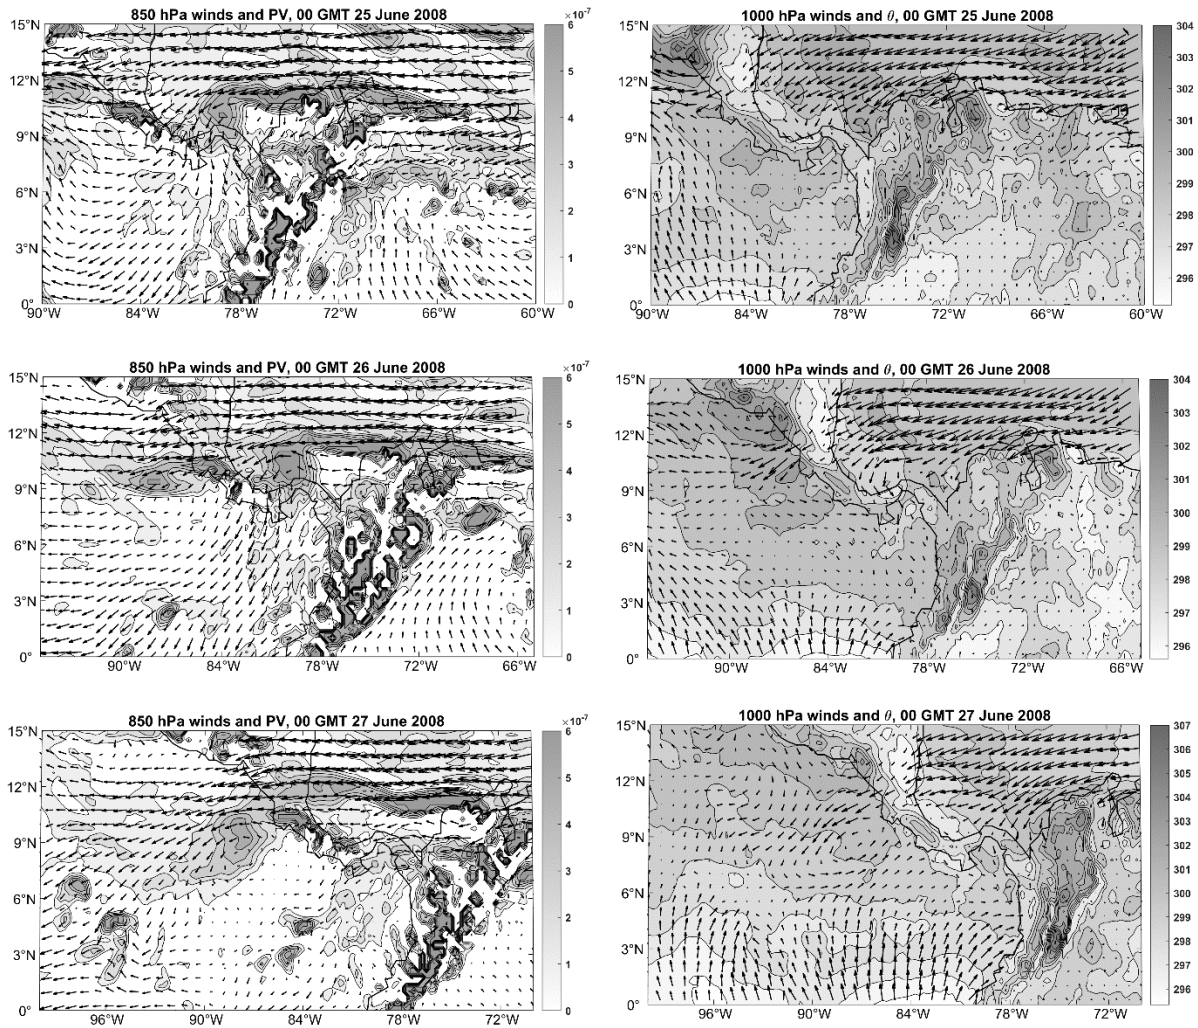 850 hPa winds and PV, 00 GMT 25 June 2008
×10⁻⁷
15°N
12°N
9°N
6°N
3°N
0°
90°W 84°W 78°W 72°W 66°W 60°W
6
5
4
3
2
1
0
1000 hPa winds and θ, 00 GMT 25 June 2008
15°N
12°N
9°N
6°N
3°N
0°
90°W 84°W 78°W 72°W 66°W 60°W
304
303
302
301
300
299
298
297
296
850 hPa winds and PV, 00 GMT 26 June 2008
×10⁻⁷
15°N
12°N
9°N
6°N
3°N
0°
90°W 84°W 78°W 72°W 66°W
6
5
4
3
2
1
0
1000 hPa winds and θ, 00 GMT 26 June 2008
15°N
12°N
9°N
6°N
3°N
0°
90°W 84°W 78°W 72°W 66°W
304
303
302
301
300
299
298
297
296
850 hPa winds and PV, 00 GMT 27 June 2008
×10⁻⁷
15°N
12°N
9°N
6°N
3°N
0°
96°W 90°W 84°W 78°W 72°W
6
5
4
3
2
1
0
1000 hPa winds and θ, 00 GMT 27 June 2008
15°N
12°N
9°N
6°N
3°N
0°
96°W 90°W 84°W 78°W 72°W
307
306
305
304
303
302
301
300
299
298
297
296